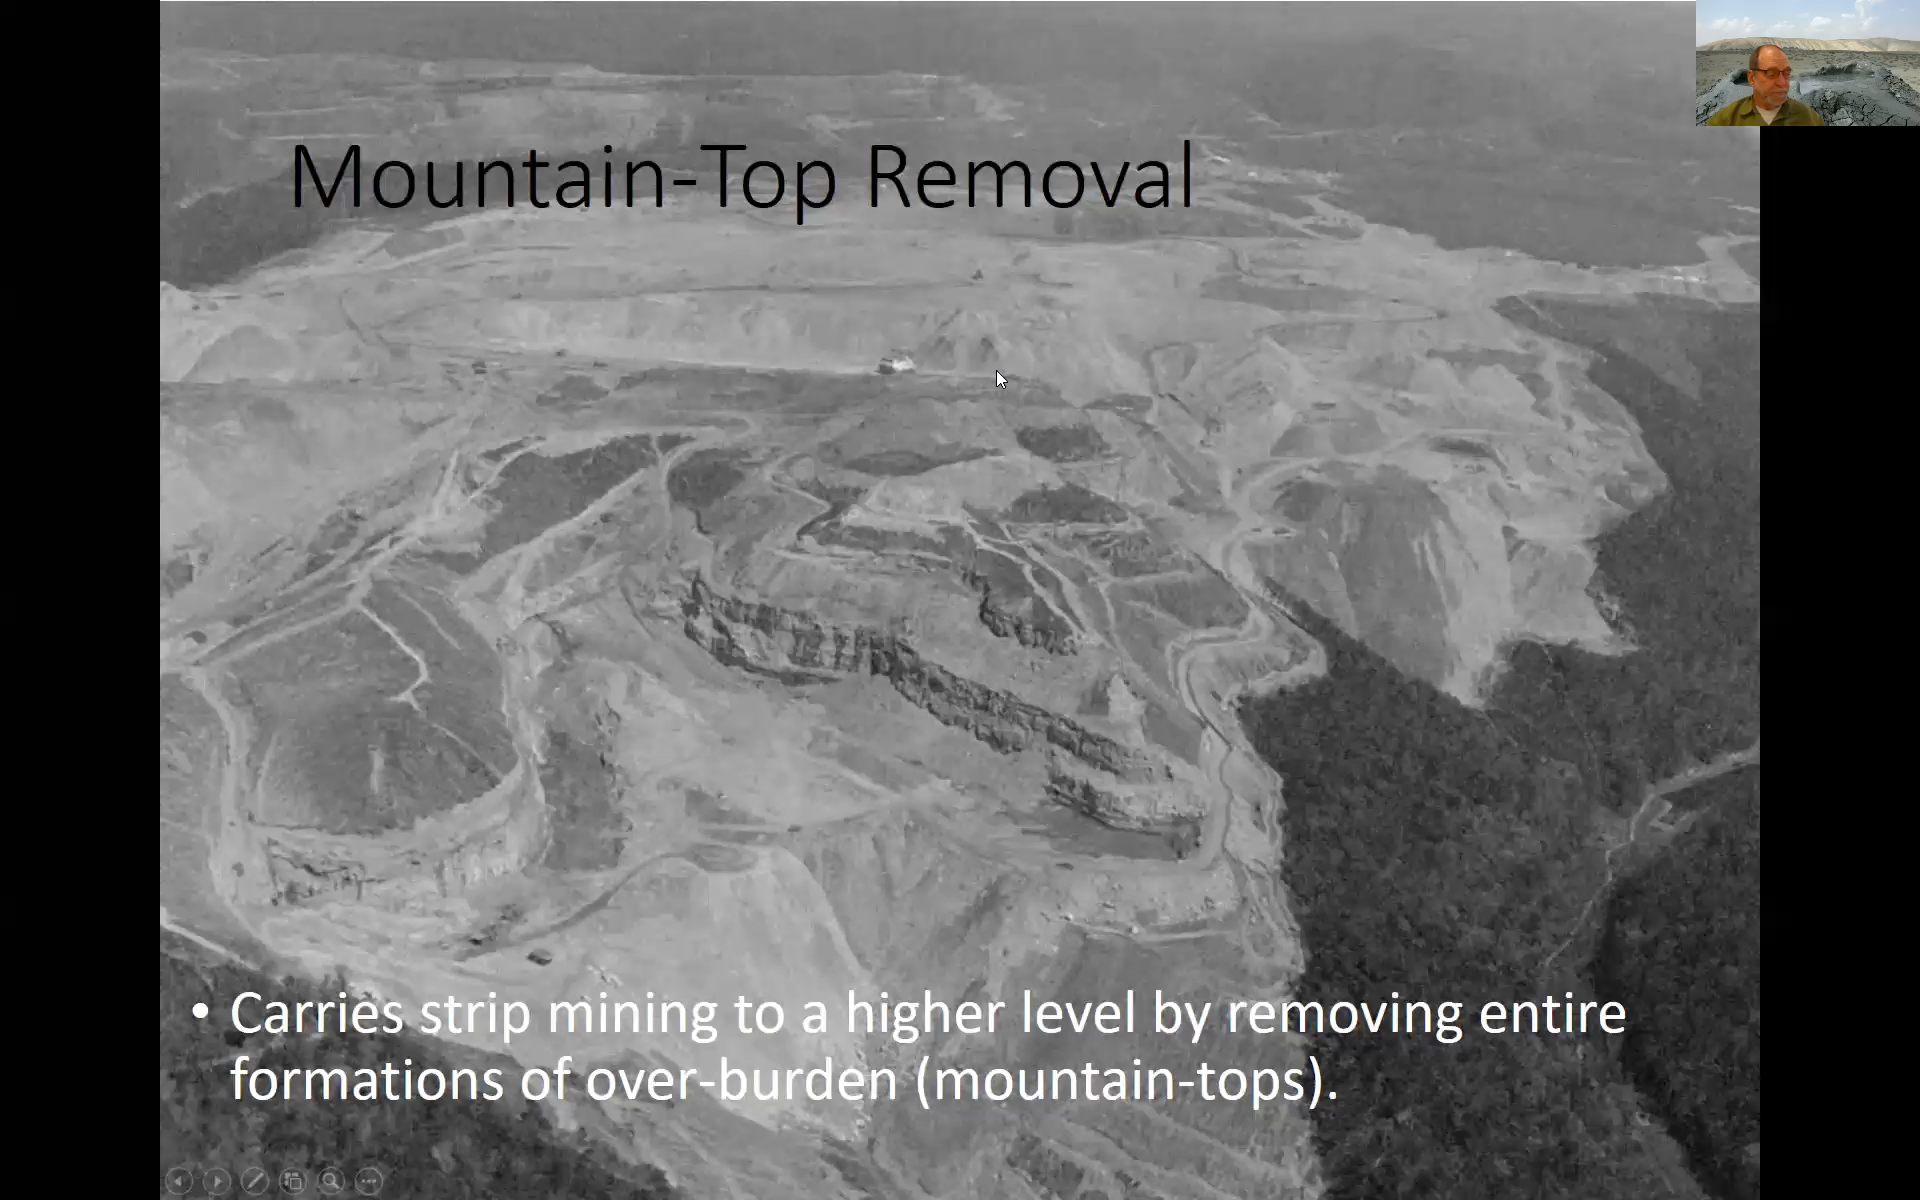 Mountain-Top Removal
• Carries strip mining to a higher level by removing entire
formations of over-burden (mountain-tops).